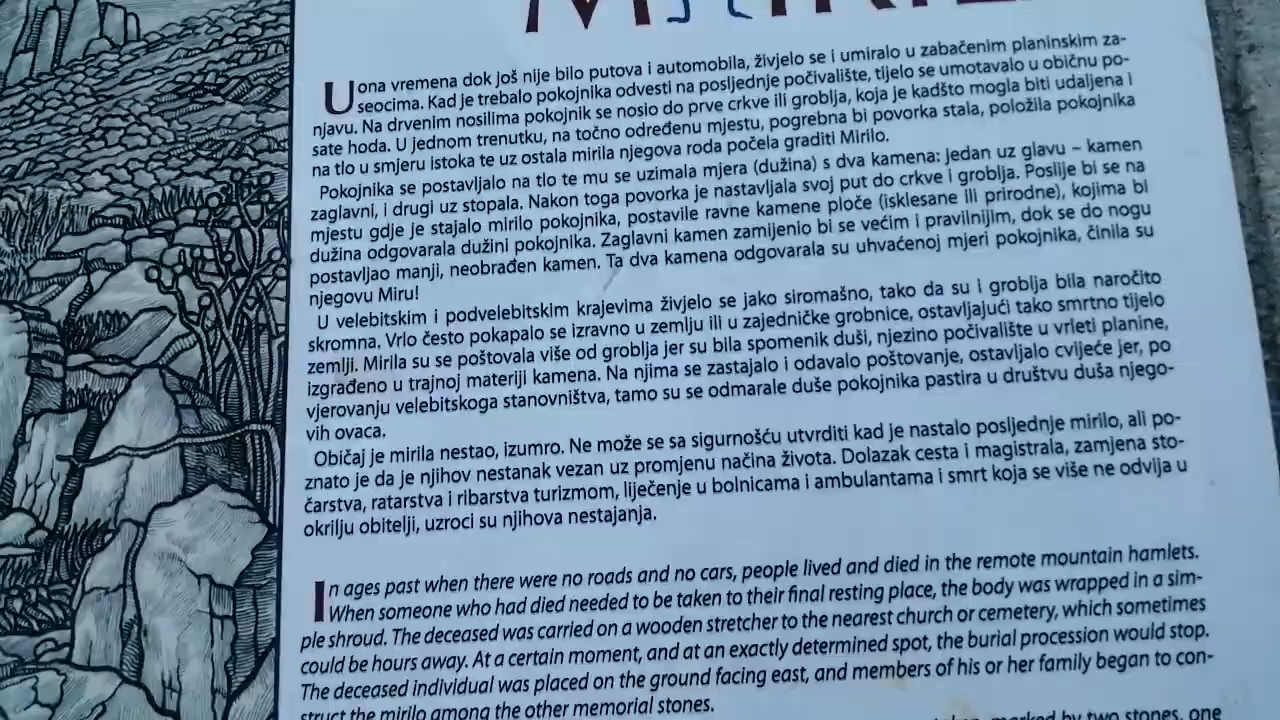 U ona vremena dok još nije bilo putova i automobila, živjelo se i umiralo u zabačenim planinskim za-
seocima. Kad je trebalo pokojnika odvesti na posljednje počivalište, tijelo se umotavalo u običnu po-
njavu. Na drvenim nosilima pokojnik se nosio do prve crkve ili groblja, koja je kadšto mogla biti udaljena i
sate hoda. U jednom trenutku, na točno određenu mjestu, pogrebna bi povorka stala, položila pokojnika
na tlo u smjeru istoka te uz ostala mirila njegova roda počela graditi Mirilo.
Pokojnika se postavljalo na tlo te mu se uzimala mjera (dužina) s dva kamena: jedan uz glavu – kamen
zaglavni, i drugi uz stopala. Nakon toga povorka je nastavljala svoj put do crkve i groblja. Poslije bi se na
mjestu gdje je stajalo mirilo pokojnika, postavile ravne kamene ploče (isklesane ili prirodne), kojima bi
dužina odgovarala dužini pokojnika. Zaglavni kamen zamijenio bi se većim i pravilnijim, dok se do nogu
postavljao manji, neobrađen kamen. Ta dva kamena odgovarala su uhvaćenoj mjeri pokojnika, činila su
njegovu Miru!
U velebitskim i podvelebitskim krajevima živjelo se jako siromašno, tako da su i groblja bila naročito
skromna. Vrlo često pokapalo se izravno u zemlju ili u zajedničke grobnice, ostavljajući tako smrtno tijelo
zemlji. Mirila su se poštovala više od groblja jer su bila spomenik duši, njezino počivalište u vrleti planine,
izgrađeno u trajnoj materiji kamena. Na njima se zastajalo i odavalo poštovanje, ostavljalo cvijeće jer, po
vjerovanju velebitskoga stanovništva, tamo su se odmarale duše pokojnika pastira u društvu duša njego-
vih ovaca.
Običaj je mirila nestao, izumro. Ne može se sa sigurnošću utvrditi kad je nastalo posljednje mirilo, ali po-
znato je da je njihov nestanak vezan uz promjenu načina života. Dolazak cesta i magistrala, zamjena sto-
čarstva, ratarstva i ribarstva turizmom, liječenje u bolnicama i ambulantama i smrt koja se više ne odvija u
okrilju obitelji, uzroci su njihova nestajanja.
In ages past when there were no roads and no cars, people lived and died in the remote mountain hamlets.
When someone who had died needed to be taken to their final resting place, the body was wrapped in a sim-
ple shroud. The deceased was carried on a wooden stretcher to the nearest church or cemetery, which sometimes
could be hours away. At a certain moment, and at an exactly determined spot, the burial procession would stop.
The deceased individual was placed on the ground facing east, and members of his or her family began to con-
struct the mirilo among the other memorial stones.
marked by two stones, one